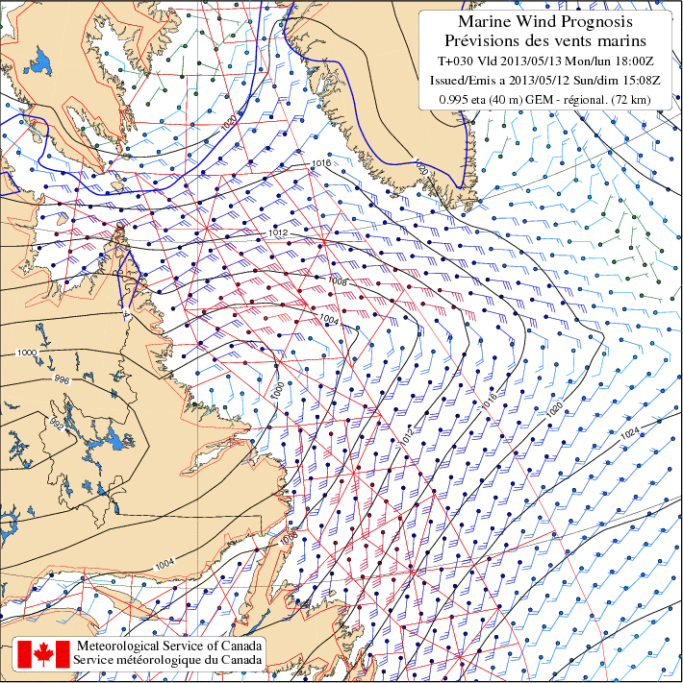 Marine Wind Prognosis
Prévisions des vents marins
T+030 Vld 2013/05/13 Mon/lun 18:00Z
Issued/Emis a 2013/05/12 Sun/dim 15:08Z
0.995 eta (40 m) GEM - régional. (72 km)
1020
1016
1012
1008
1004
1000
1000
996
992
1012
1016
1020
1024
1004
Meteorological Service of Canada
Service météorologique du Canada